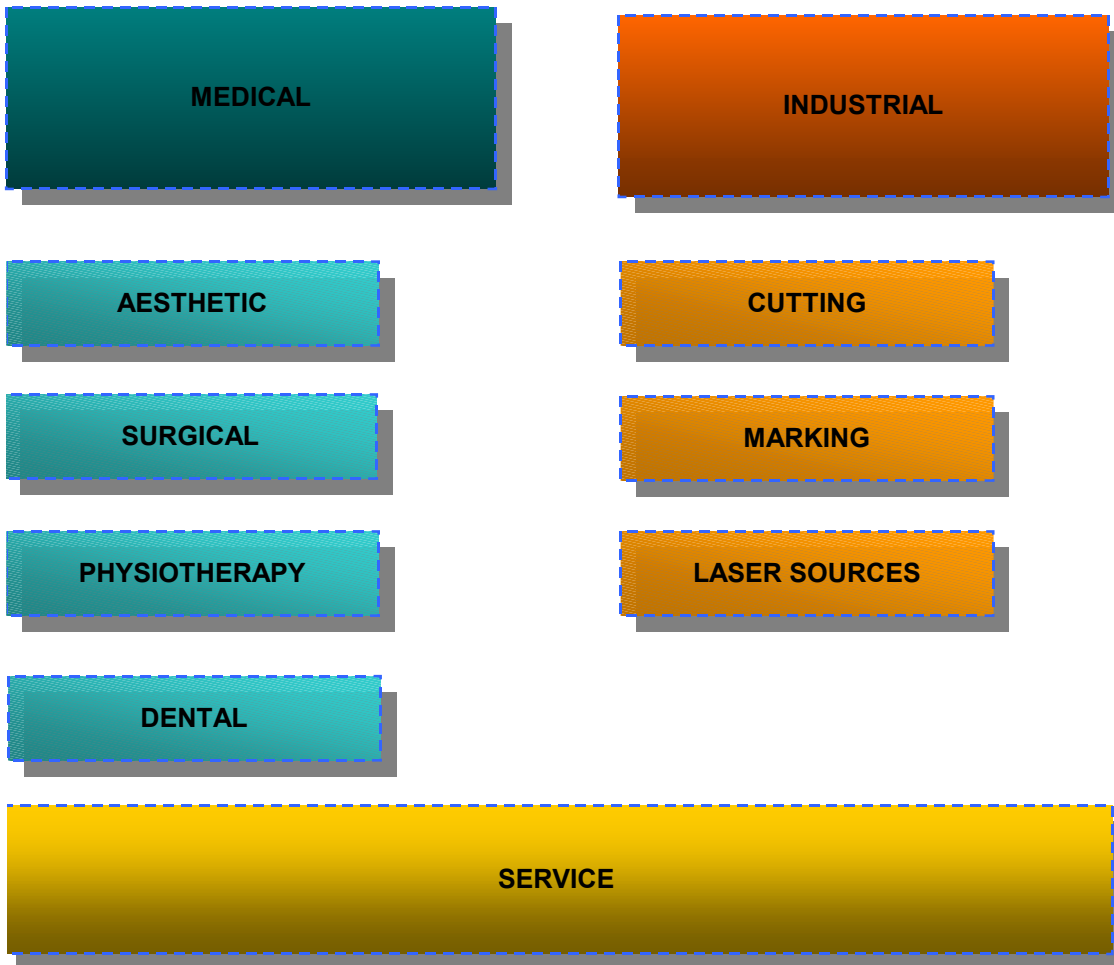 MEDICAL
INDUSTRIAL
AESTHETIC
CUTTING
SURGICAL
MARKING
PHYSIOTHERAPY
LASER SOURCES
DENTAL
SERVICE